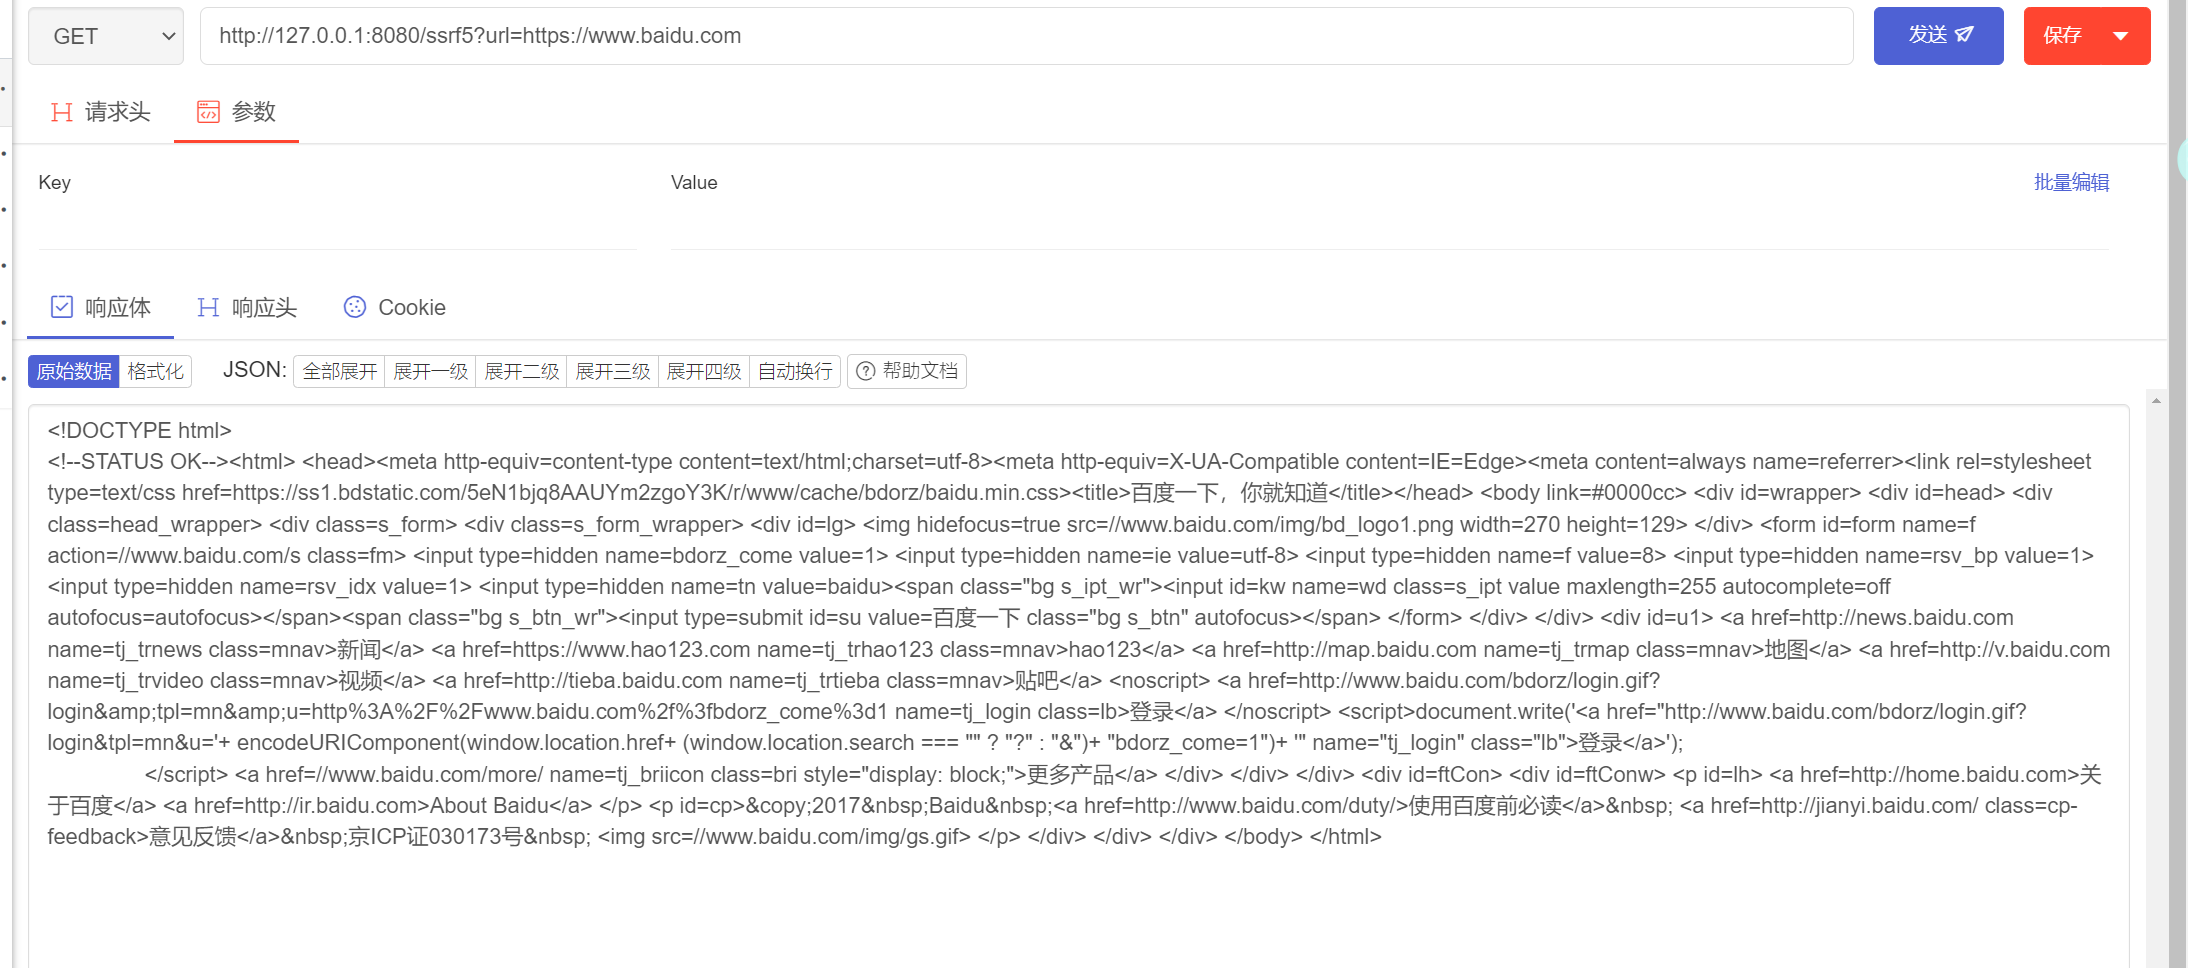 GET
http://127.0.0.1:8080/ssrf5?url=https://www.baidu.com
发送
保存
请求头
参数
Key
Value
批量编辑
响应体
响应头
Cookie
原始数据
格式化
JSON:
全部展开
展开一级
展开二级
展开三级
展开四级
自动换行
帮助文档
<!DOCTYPE html>
<!--STATUS OK--><html> <head><meta http-equiv=content-type content=text/html;charset=utf-8><meta http-equiv=X-UA-Compatible content=IE=Edge><meta content=always name=referrer><link rel=stylesheet
type=text/css href=https://ss1.bdstatic.com/5eN1bjq8AAUYm2zgoY3K/r/www/cache/bdorz/baidu.min.css><title>百度一下，你就知道</title></head> <body link=#0000cc> <div id=wrapper> <div id=head> <div
class=head_wrapper> <div class=s_form> <div class=s_form_wrapper> <div id=lg> <img hidefocus=true src=//www.baidu.com/img/bd_logo1.png width=270 height=129> </div> <form id=form name=f
action=//www.baidu.com/s class=fm> <input type=hidden name=bdorz_come value=1> <input type=hidden name=ie value=utf-8> <input type=hidden name=f value=8> <input type=hidden name=rsv_bp value=1>
<input type=hidden name=rsv_idx value=1> <input type=hidden name=tn value=baidu><span class="bg s_ipt_wr"><input id=kw name=wd class=s_ipt value maxlength=255 autocomplete=off
autofocus=autofocus></span><span class="bg s_btn_wr"><input type=submit id=su value=百度一下 class="bg s_btn" autofocus></span> </form> </div> </div> <div id=u1> <a href=http://news.baidu.com
name=tj_trnews class=mnav>新闻</a> <a href=https://www.hao123.com name=tj_trhao123 class=mnav>hao123</a> <a href=http://map.baidu.com name=tj_trmap class=mnav>地图</a> <a href=http://v.baidu.com
name=tj_trvideo class=mnav>视频</a> <a href=http://tieba.baidu.com name=tj_trtieba class=mnav>贴吧</a> <noscript> <a href=http://www.baidu.com/bdorz/login.gif?
login&amp;tpl=mn&amp;u=http%3A%2F%2Fwww.baidu.com%2f%3fbdorz_come%3d1 name=tj_login class=lb>登录</a> </noscript> <script>document.write('<a href="http://www.baidu.com/bdorz/login.gif?
login&tpl=mn&u='+ encodeURIComponent(window.location.href+ (window.location.search === "" ? "?" : "&")+ "bdorz_come=1")+ '" name="tj_login" class="lb">登录</a>');
</script> <a href=//www.baidu.com/more/ name=tj_briicon class=bri style="display: block;">更多产品</a> </div> </div> </div> <div id=ftCon> <div id=ftConw> <p id=lh> <a href=http://home.baidu.com>关
于百度</a> <a href=http://ir.baidu.com>About Baidu</a> </p> <p id=cp>&copy;2017&nbsp;Baidu&nbsp;<a href=http://www.baidu.com/duty/>使用百度前必读</a>&nbsp; <a href=http://jianyi.baidu.com/ class=cp-
feedback>意见反馈</a>&nbsp;京ICP证030173号&nbsp; <img src=//www.baidu.com/img/gs.gif> </p> </div> </div> </div> </body> </html>